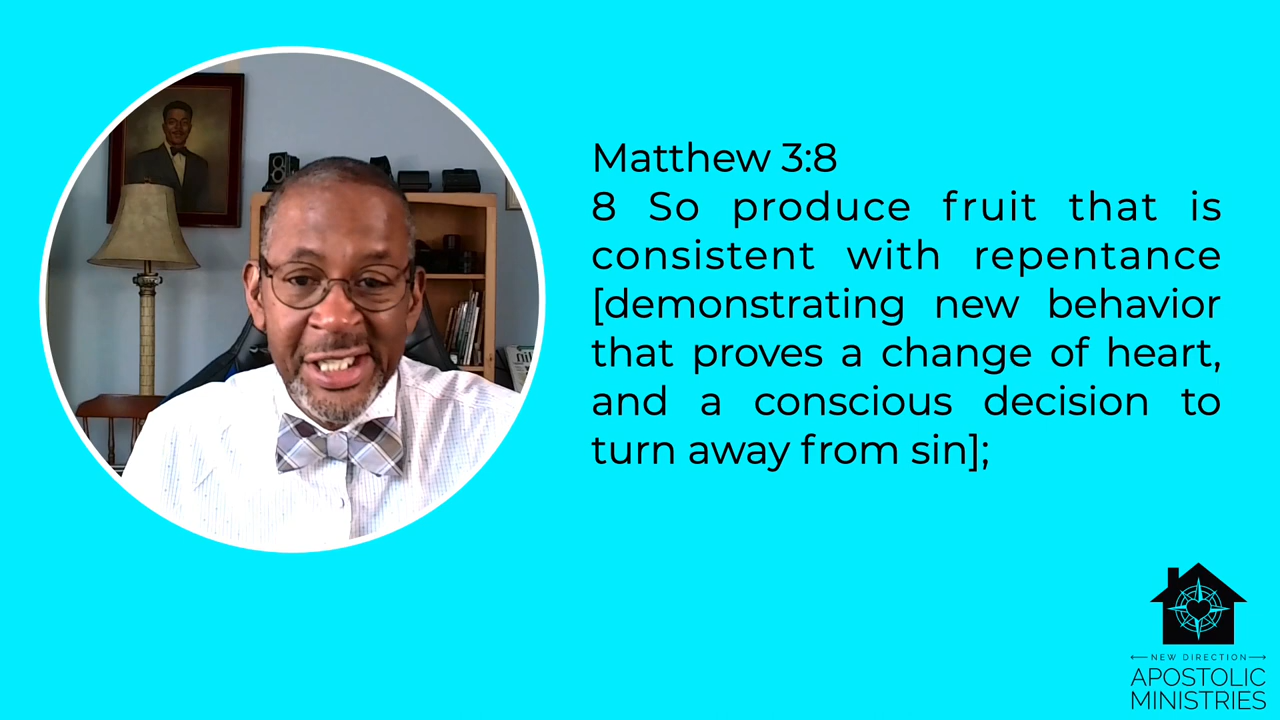 Matthew 3:8
8 So produce fruit that is
consistent with repentance
[demonstrating new behavior
that proves a change of heart,
and a conscious decision to
turn away from sin];
NEW DIRECTION
APOSTOLIC
MINISTRIES